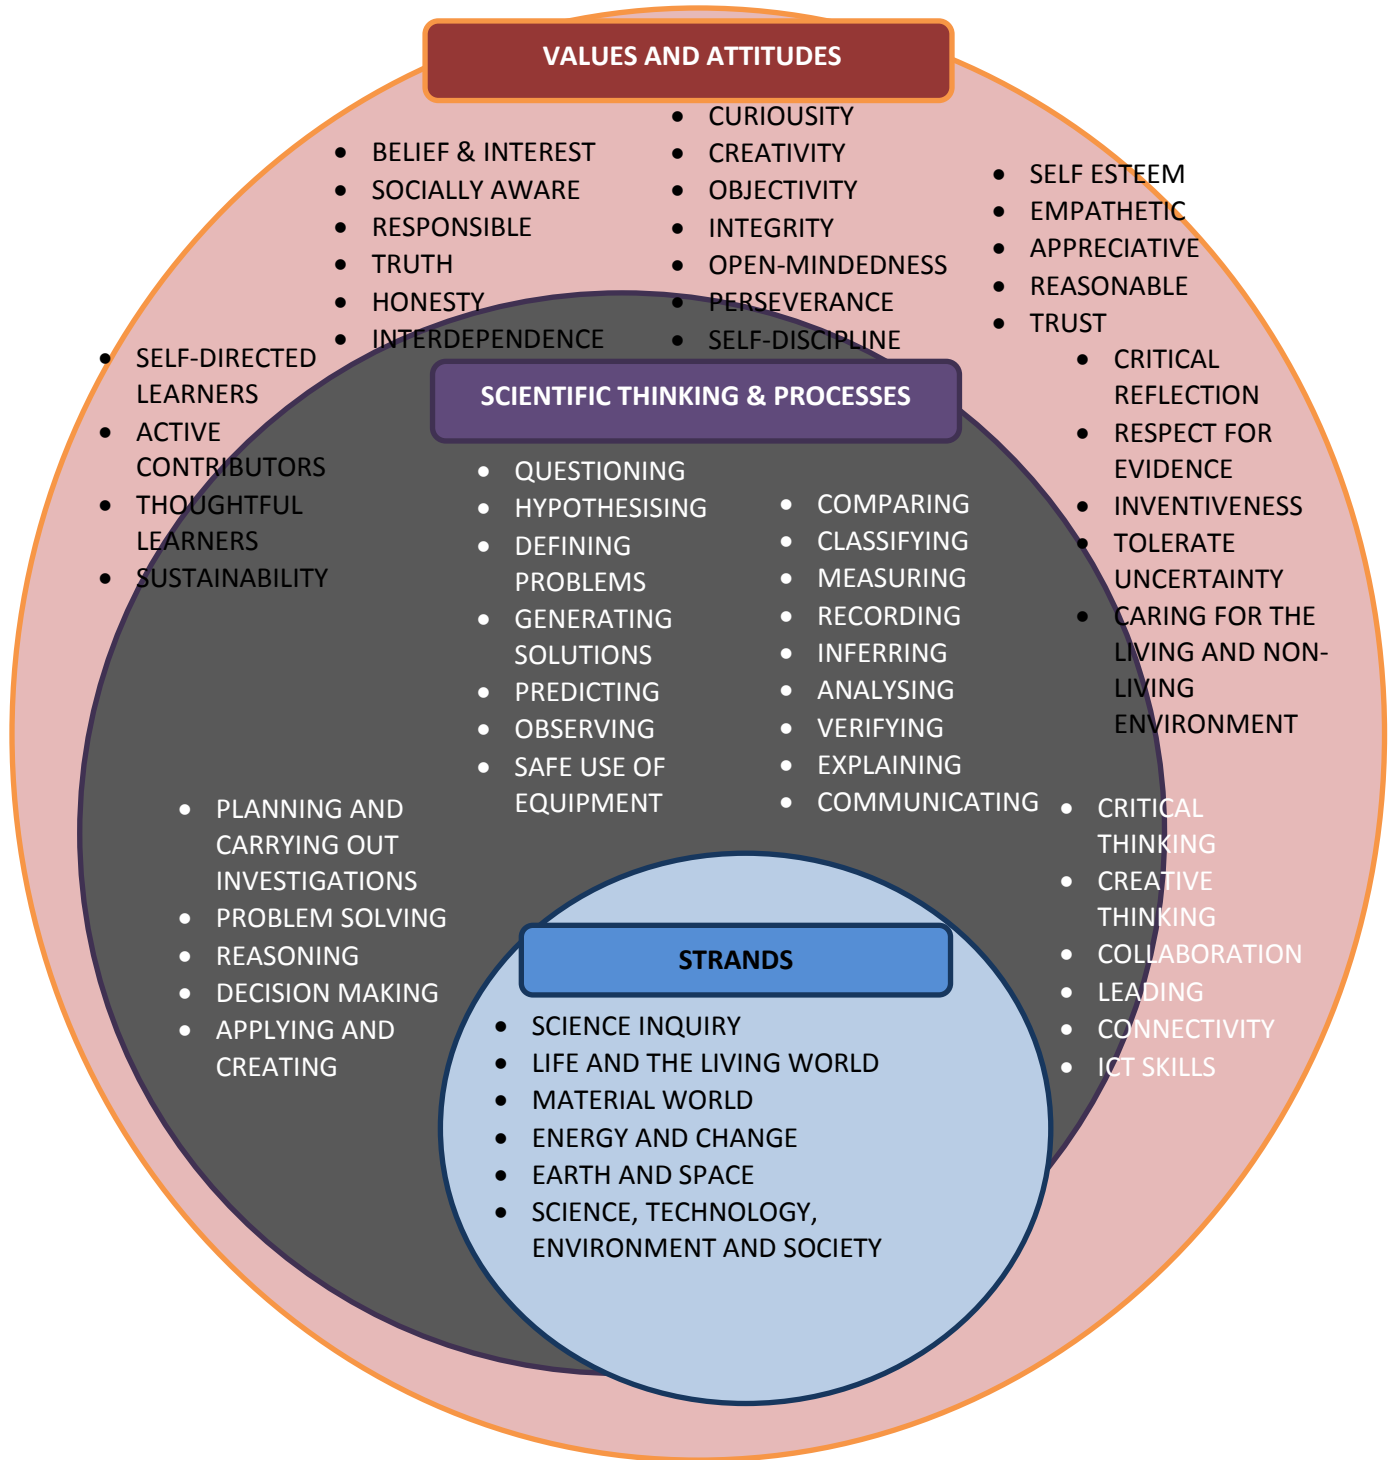 VALUES AND ATTITUDES
• BELIEF & INTEREST
• SOCIALLY AWARE
• RESPONSIBLE
• TRUTH
• HONESTY
• INTERDEPENDENCE
• CURIOUSITY
• CREATIVITY
• OBJECTIVITY
• INTEGRITY
• OPEN-MINDEDNESS
• PERSEVERANCE
• SELF-DISCIPLINE
• SELF ESTEEM
• EMPATHETIC
• APPRECIATIVE
• REASONABLE
• TRUST
• SELF-DIRECTED
LEARNERS
• ACTIVE
CONTRIBUTORS
• THOUGHTFUL
LEARNERS
• SUSTAINABILITY
• CRITICAL
REFLECTION
• RESPECT FOR
EVIDENCE
• INVENTIVENESS
• TOLERATE
UNCERTAINTY
• CARING FOR THE
LIVING AND NON-
LIVING
ENVIRONMENT
SCIENTIFIC THINKING & PROCESSES
• QUESTIONING
• HYPOTHESISING
• DEFINING
PROBLEMS
• GENERATING
SOLUTIONS
• PREDICTING
• OBSERVING
• SAFE USE OF
EQUIPMENT
• COMPARING
• CLASSIFYING
• MEASURING
• RECORDING
• INFERRING
• ANALYSING
• VERIFYING
• EXPLAINING
• COMMUNICATING
• PLANNING AND
CARRYING OUT
INVESTIGATIONS
• PROBLEM SOLVING
• REASONING
• DECISION MAKING
• APPLYING AND
CREATING
• CRITICAL
THINKING
• CREATIVE
THINKING
• COLLABORATION
• LEADING
• CONNECTIVITY
• ICT SKILLS
STRANDS
• SCIENCE INQUIRY
• LIFE AND THE LIVING WORLD
• MATERIAL WORLD
• ENERGY AND CHANGE
• EARTH AND SPACE
• SCIENCE, TECHNOLOGY,
ENVIRONMENT AND SOCIETY